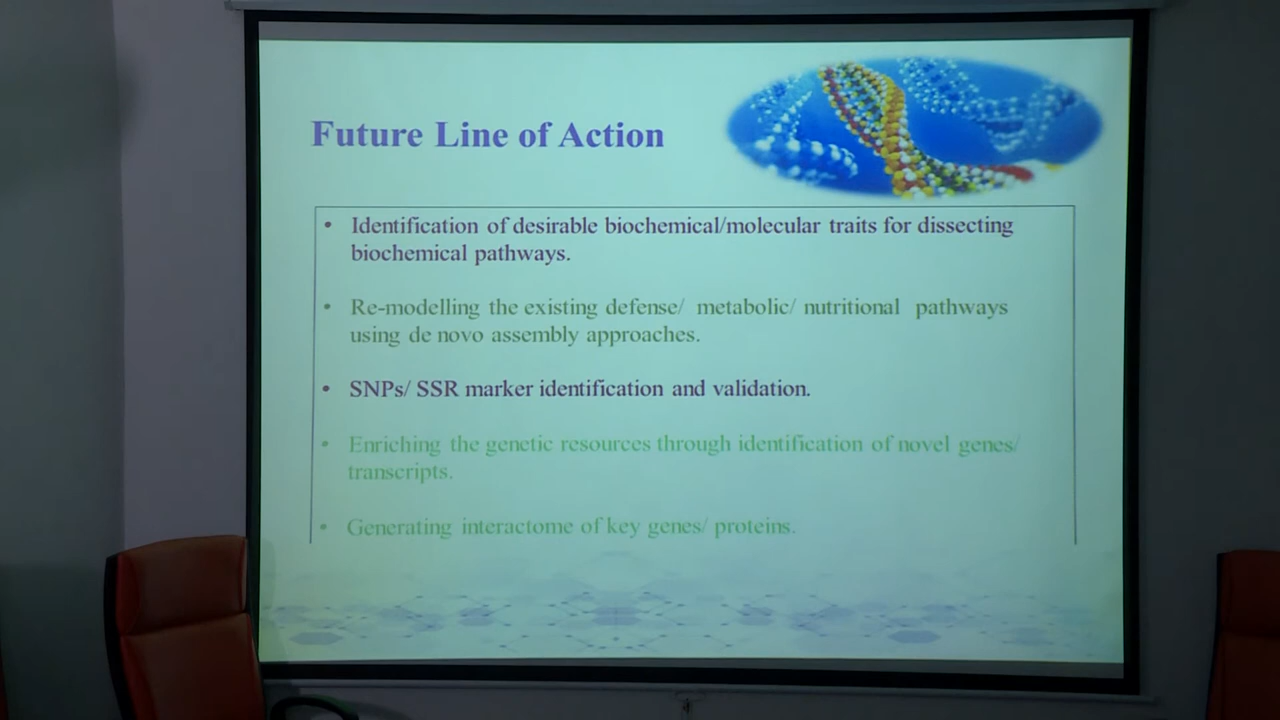 Future Line of Action
• Identification of desirable biochemical/molecular traits for dissecting
biochemical pathways.
• Re-modelling the existing defense/ metabolic/ nutritional pathways
using de novo assembly approaches.
• SNPs/ SSR marker identification and validation.
• Enriching the genetic resources through identification of novel genes/
transcripts.
• Generating interactome of key genes/ proteins.